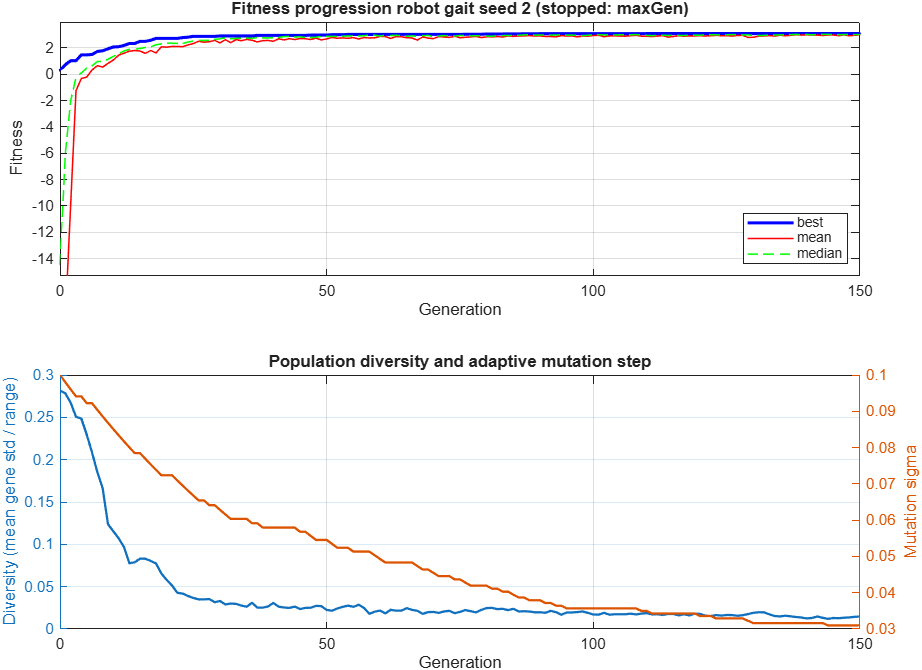 Fitness progression robot gait seed 2 (stopped: maxGen)
2
0
-2
-4
-6
-8
-10
-12
-14
Fitness
best
mean
median
0 50 100 150
Generation
Population diversity and adaptive mutation step
0.3
0.25
0.2
0.15
0.1
0.05
0
Diversity (mean gene std / range)
0.1
0.09
0.08
0.07
0.06
0.05
0.04
0.03
Mutation sigma
0 50 100 150
Generation